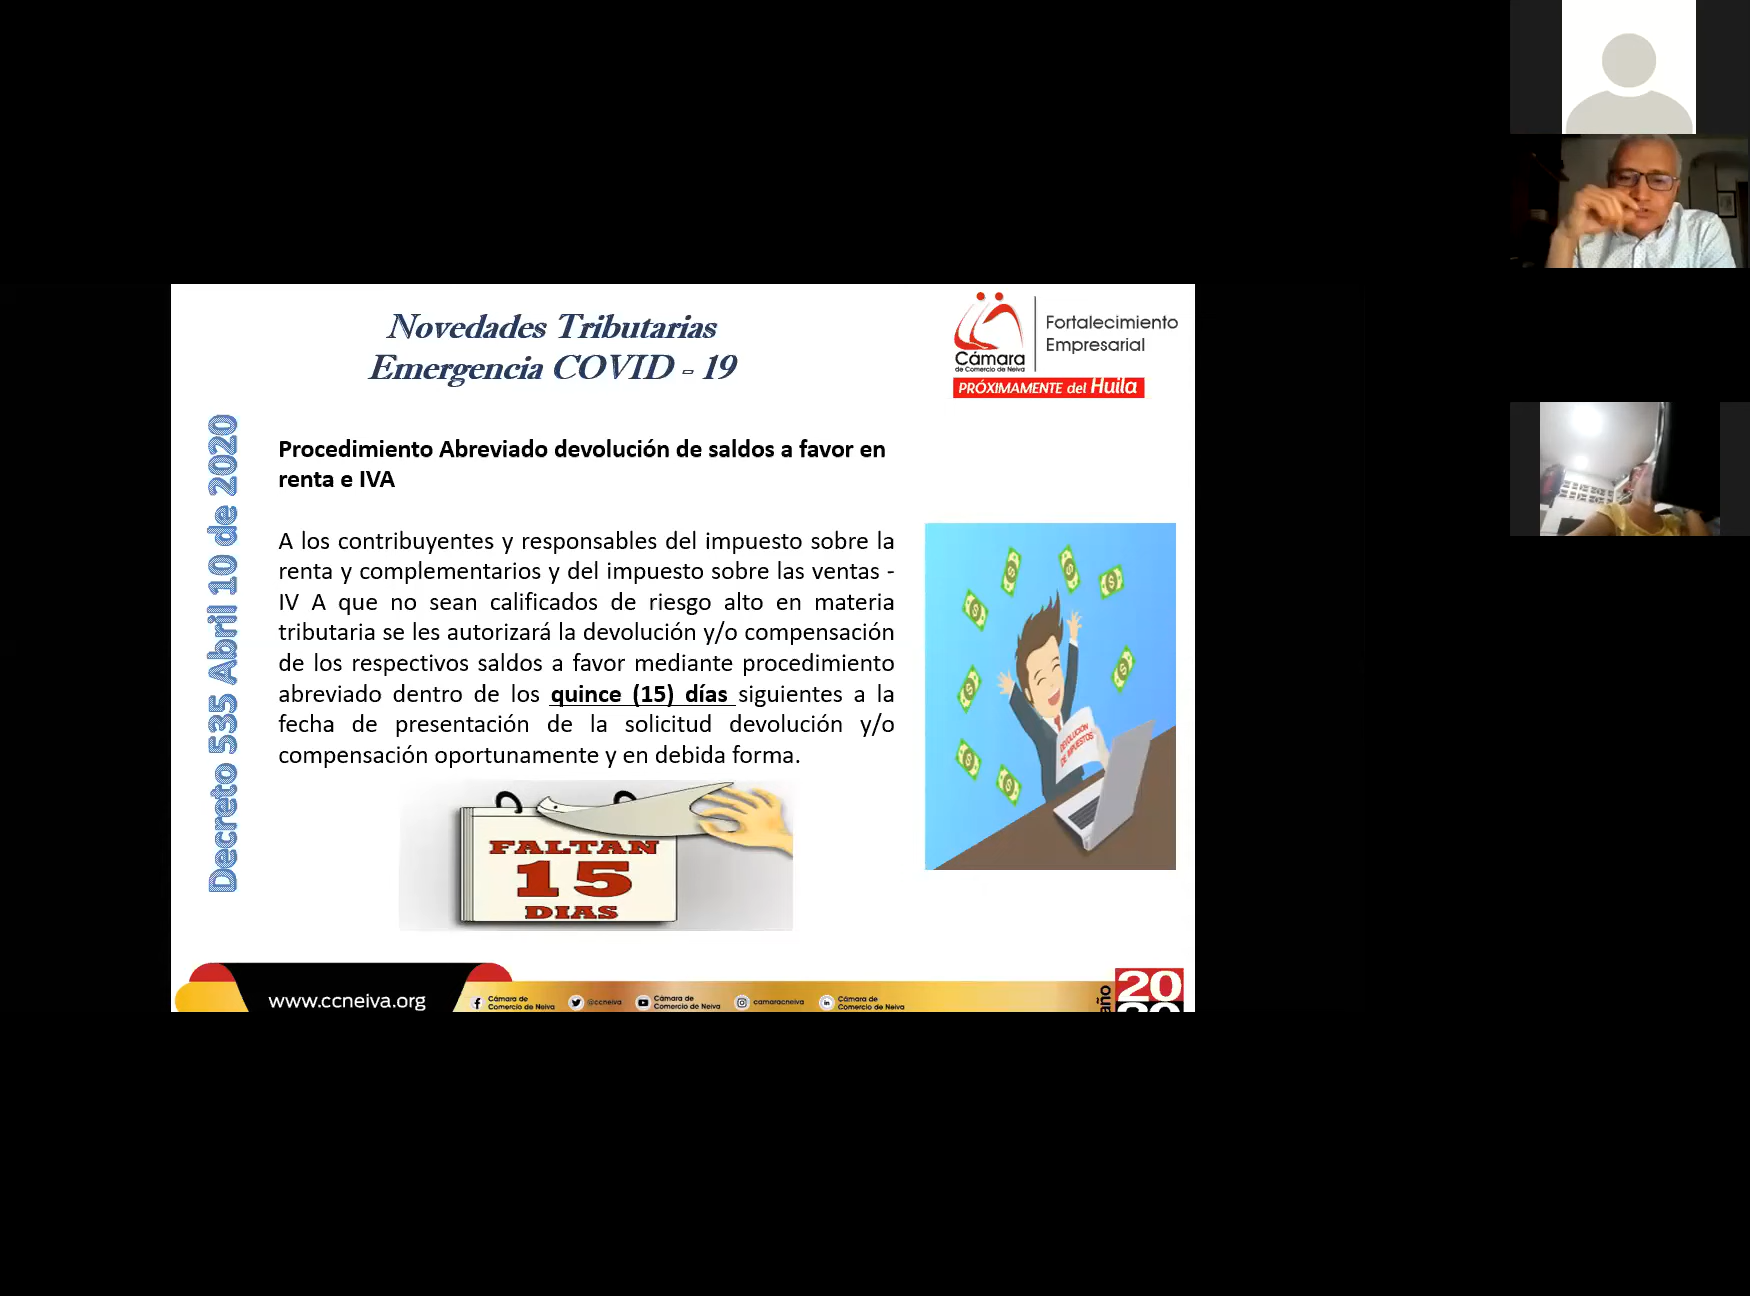 Novedades Tributarias
Emergencia COVID - 19
Cámara
de Comercio de Neiva
Fortalecimiento
Empresarial
PRÓXIMAMENTE del Huila
Decreto 535 Abril 10 de 2020
Procedimiento Abreviado devolución de saldos a favor en
renta e IVA
A los contribuyentes y responsables del impuesto sobre la
renta y complementarios y del impuesto sobre las ventas -
IV A que no sean calificados de riesgo alto en materia
tributaria se les autorizará la devolución y/o compensación
de los respectivos saldos a favor mediante procedimiento
abreviado dentro de los quince (15) días siguientes a la
fecha de presentación de la solicitud devolución y/o
compensación oportunamente y en debida forma.
DEVOLUCIÓN
DE IMPUESTOS
FALTAN
15
DIAS
www.ccneiva.org
Cámara de
Comercio de Neiva
@ccneiva
Cámara de
Comercio de Neiva
camaracneiva
Cámara de
Comercio de Neiva
año
20
20